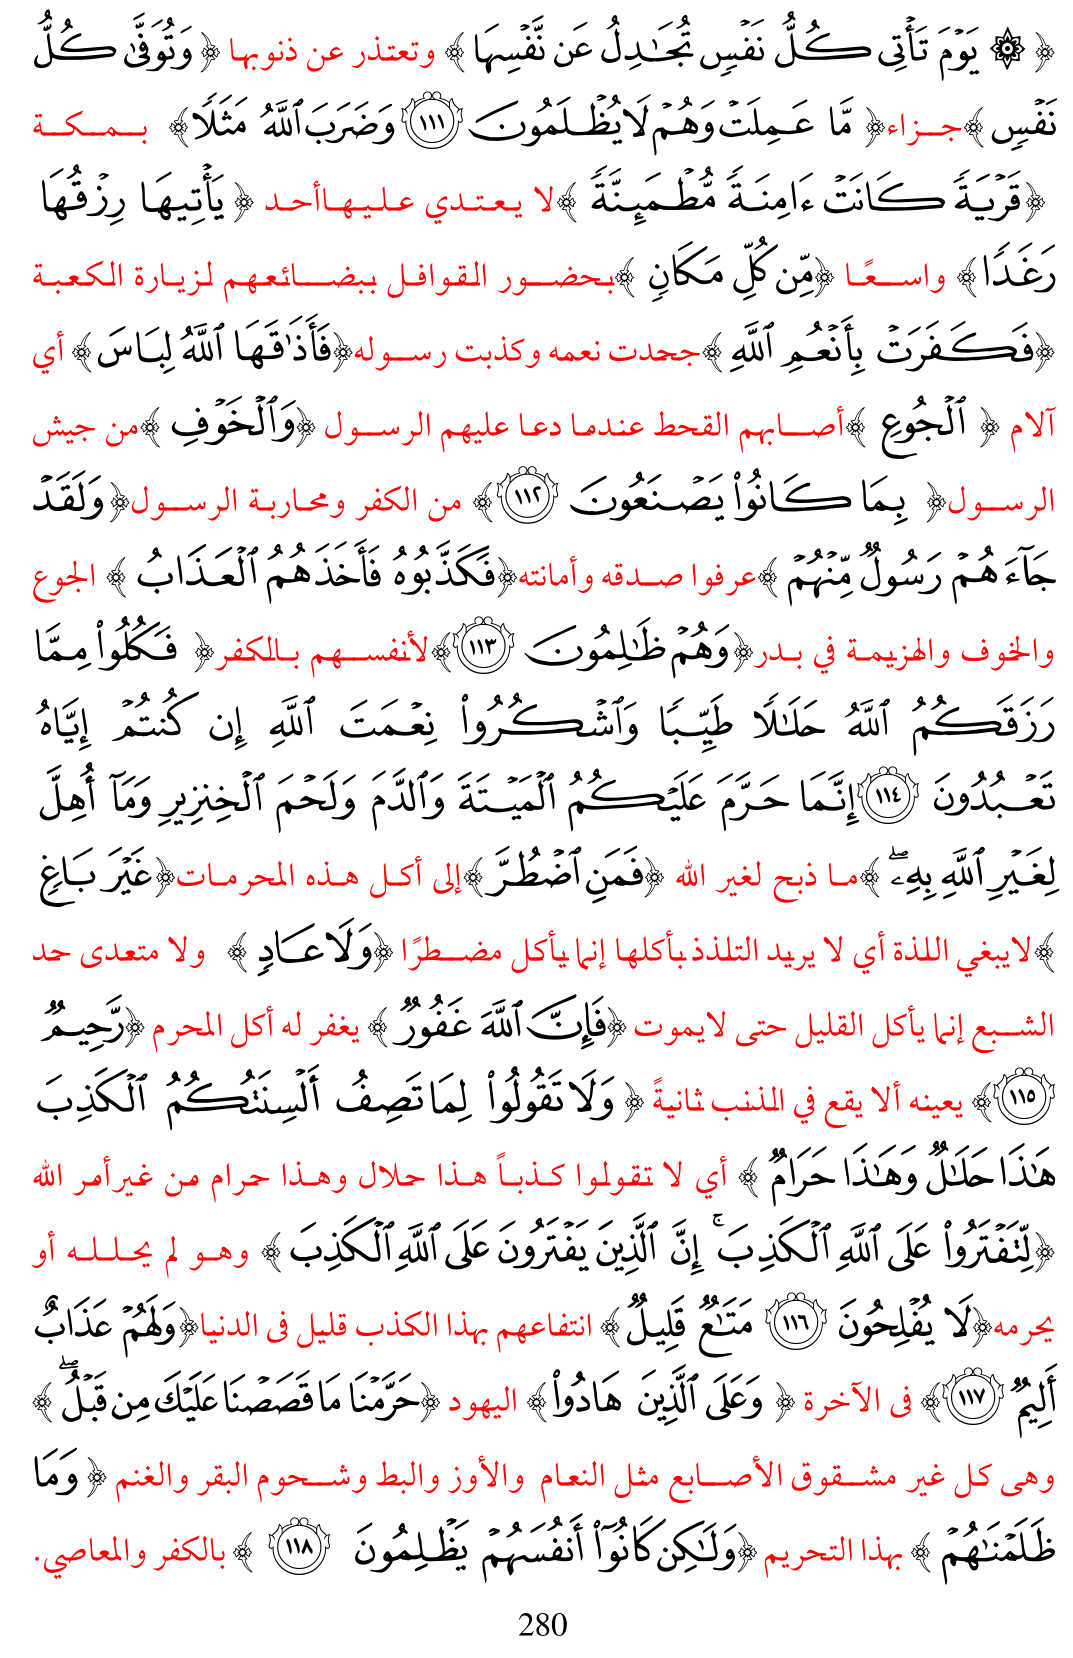 ﴿ ۞ يَوْمَ تَأْتِى كُلُّ نَفْسٍ تُجَـٰدِلُ عَن نَّفْسِهَا ﴾ وتعتذر عن ذنوبها ﴿ وَتُوَفَّىٰ كُلُّ
نَفْسٍ ﴾جزاء﴿ مَّا عَمِلَتْ وَهُمْ لَا يُظْلَمُونَ ١١١ وَضَرَبَ ٱللَّهُ مَثَلًا﴾ بمكة
﴿قَرْيَةً كَانَتْ ءَامِنَةً مُّطْمَئِنَّةً ﴾لا يعتدي عليهاأحد ﴿ يَأْتِيهَا رِزْقُهَا
رَغَدًا﴾ واسعًا ﴿مِّن كُلِّ مَكَانٍ ﴾بحضور القوافل ببضائعهم لزيارة الكعبة
﴿فَكَفَرَتْ بِأَنْعُمِ ٱللَّهِ ﴾جحدت نعمه وكذبت رسوله﴿فَأَذَٰقَهَا ٱللَّهُ لِبَاسَ ﴾ أي
آلام ﴿ ٱلْجُوعِ ﴾أصابهم القحط عندما دعا عليهم الرسول ﴿وَٱلْخَوْفِ ﴾من جيش
الرسول﴿ بِمَا كَانُوا۟ يَصْنَعُونَ ١١٢ ﴾ من الكفر ومحاربة الرسول﴿وَلَقَدْ
جَآءَهُمْ رَسُولٌ مِّنْهُمْ ﴾عرفوا صدقه وأمانته﴿فَكَذَّبُوهُ فَأَخَذَهُمُ ٱلْعَذَابُ ﴾ الجوع
والخوف والهزيمة في بدر﴿وَهُمْ ظَـٰلِمُونَ ١١٣﴾لأنفسهم بالكفر﴿ فَكُلُوا۟ مِمَّا
رَزَقَكُمُ ٱللَّهُ حَلَـٰلًا طَيِّبًا وَٱشْكُرُوا۟ نِعْمَتَ ٱللَّهِ إِن كُنتُمْ إِيَّاهُ
تَعْبُدُونَ ١١٤ إِنَّمَا حَرَّمَ عَلَيْكُمُ ٱلْمَيْتَةَ وَٱلدَّمَ وَلَحْمَ ٱلْخِنزِيرِ وَمَآ أُهِلَّ
لِغَيْرِ ٱللَّهِ بِهِۦ ۖ ﴾ما ذبح لغير الله ﴿فَمَنِ ٱضْطُرَّ ﴾إلى أكل هذه المحرمات﴿غَيْرَ بَاغٍ
﴾لايبغي اللذة أي لا يريد التلذذ بأكلها إنما يأكل مضطرًا ﴿وَلَا عَادٍ ﴾ ولا متعدى حد
الشبع إنما يأكل القليل حتى لايموت ﴿فَإِنَّ ٱللَّهَ غَفُورٌ ﴾ يغفر له أكل المحرم ﴿رَّحِيمٌ
١١٥ ﴾ يعينه ألا يقع في الذنب ثانيةً ﴿ وَلَا تَقُولُوا۟ لِمَا تَصِفُ أَلْسِنَتُكُمُ ٱلْكَذِبَ
هَـٰذَا حَلَـٰلٌ وَهَـٰذَا حَرَامٌ ﴾ أي لا تقولوا كذباً هذا حلال وهذا حرام من غيرأمر الله
﴿لِّتَفْتَرُوا۟ عَلَى ٱللَّهِ ٱلْكَذِبَ ۚ إِنَّ ٱلَّذِينَ يَفْتَرُونَ عَلَى ٱللَّهِ ٱلْكَذِبَ ﴾ وهو لم يحلله أو
يحرمه﴿لَا يُفْلِحُونَ ١١٦ مَتَـٰعٌ قَلِيلٌ﴾ انتفاعهم بهذا الكذب قليل فى الدنيا﴿وَلَهُمْ عَذَابٌ
أَلِيمٌ ١١٧ ﴾ فى الآخرة ﴿ وَعَلَى ٱلَّذِينَ هَادُوا۟ ﴾ اليهود ﴿حَرَّمْنَا مَا قَصَصْنَا عَلَيْكَ مِن قَبْلُ ۖ ﴾
وهى كل غير مشقوق الأصابع مثل النعام والأوز والبط وشحوم البقر والغنم ﴿ وَمَا
ظَلَمْنَـٰهُمْ ﴾ بهذا التحريم ﴿وَلَـٰكِن كَانُوٓا۟ أَنفُسَهُمْ يَظْلِمُونَ ١١٨ ﴾ بالكفر والمعاصي.
280